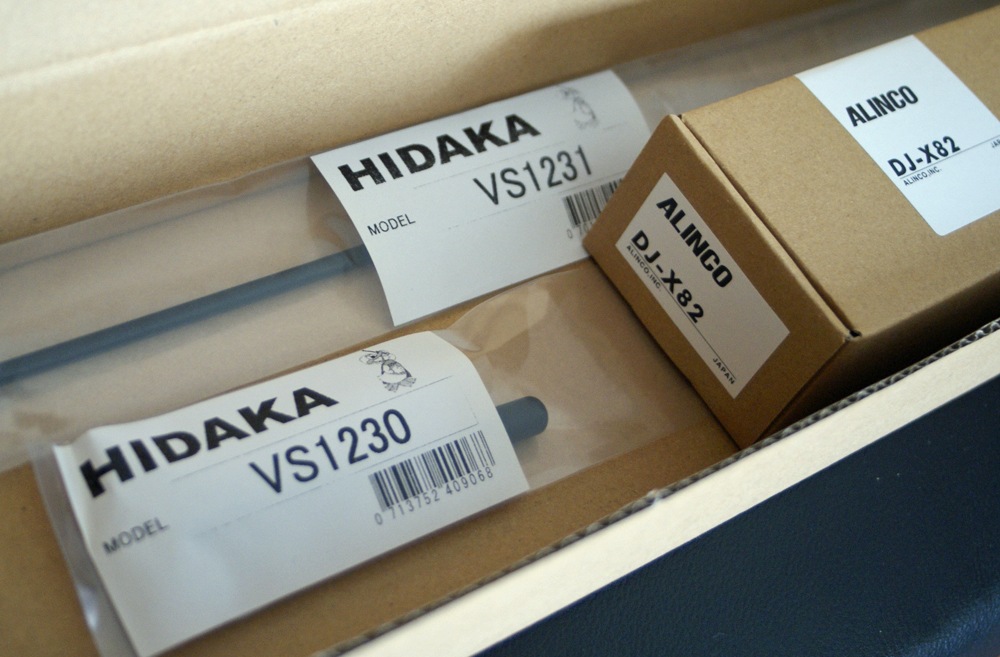 HIDAKA
VS1231
MODEL
HIDAKA
VS1230
MODEL
0 713752 409068
ALINCO
DJ-X82
ALINCO,INC.
JAPAN
ALINCO
DJ-X82
ALINCO,INC.